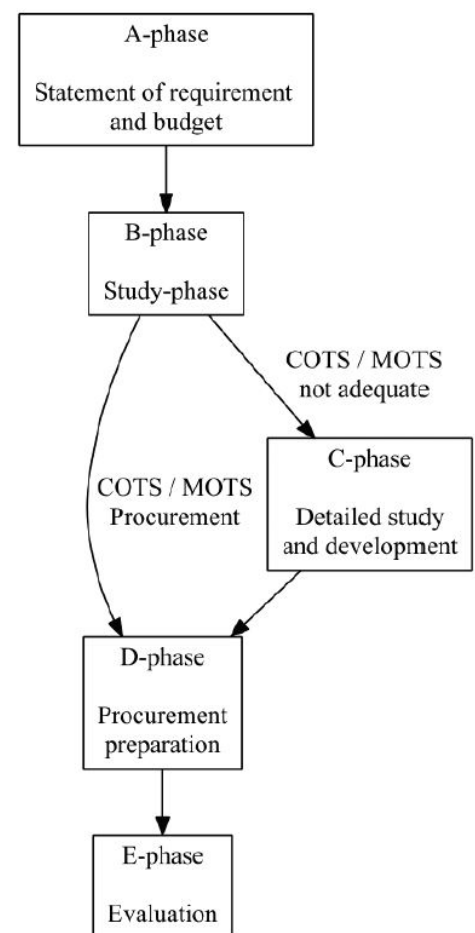 A-phase
Statement of requirement
and budget
B-phase
Study-phase
COTS / MOTS
not adequate
C-phase
Detailed study
and development
COTS / MOTS
Procurement
D-phase
Procurement
preparation
E-phase
Evaluation